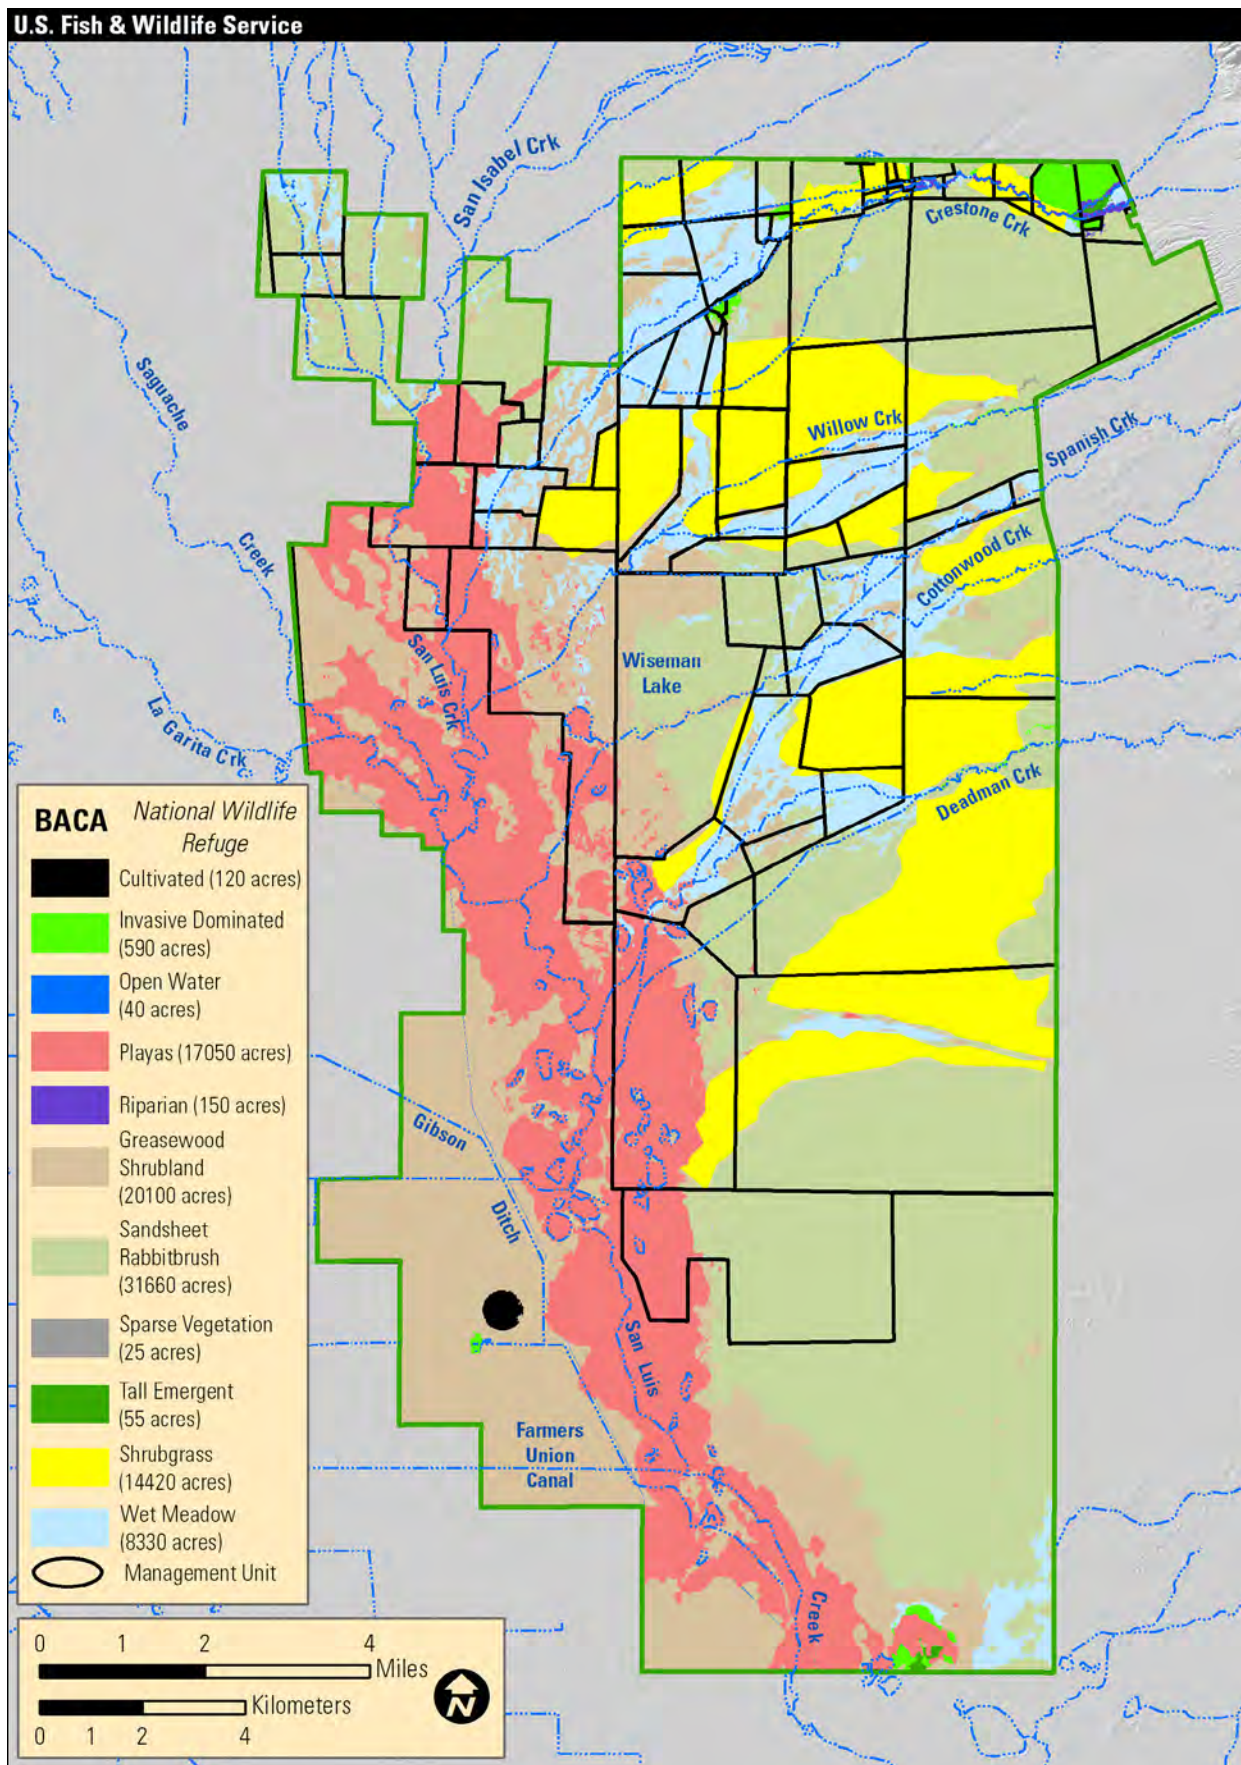 U.S. Fish & Wildlife Service
San Isabel Crk
Crestone Crk
Saguache
Creek
Willow Crk
Spanish Crk
Cottonwood Crk
San Luis Crk
Wiseman
Lake
La Garita Crk
Deadman Crk
Gibson
Ditch
San Luis
Creek
Farmers
Union
Canal
BACA National Wildlife
Refuge
Cultivated (120 acres)
Invasive Dominated
(590 acres)
Open Water
(40 acres)
Playas (17050 acres)
Riparian (150 acres)
Greasewood
Shrubland
(20100 acres)
Sandsheet
Rabbitbrush
(31660 acres)
Sparse Vegetation
(25 acres)
Tall Emergent
(55 acres)
Shrubgrass
(14420 acres)
Wet Meadow
(8330 acres)
Management Unit
0 1 2 4
Miles
Kilometers
0 1 2 4
N